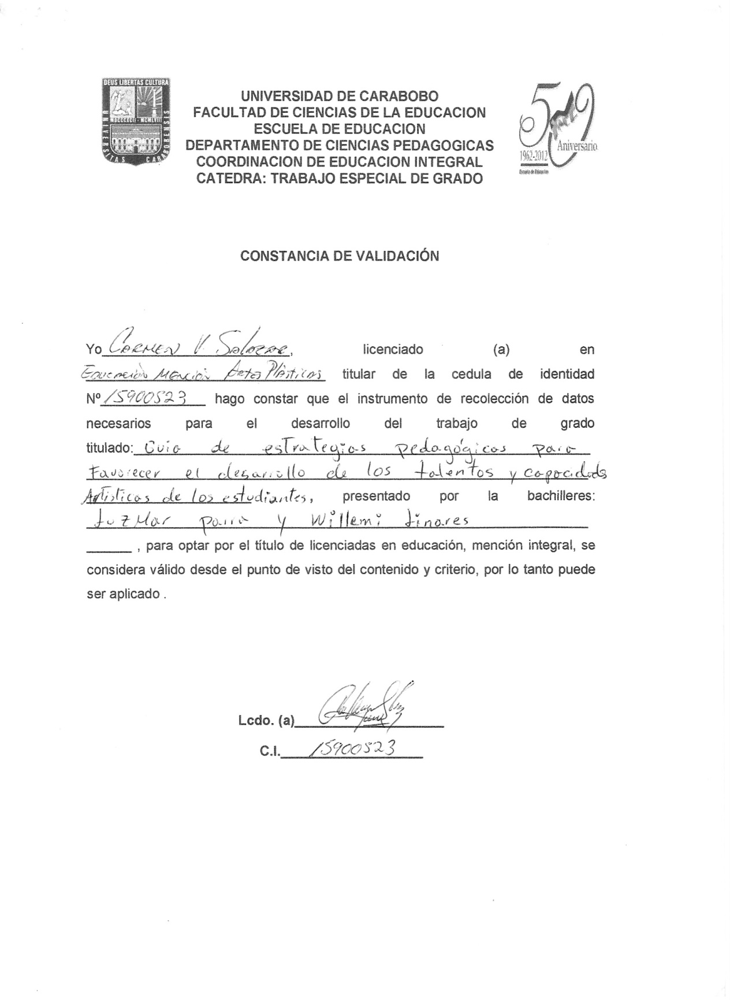 DEUS LIBERTAS CULTURA
UNIVERSITAS CARABOBENSIS
UNIVERSIDAD DE CARABOBO
FACULTAD DE CIENCIAS DE LA EDUCACION
ESCUELA DE EDUCACION
DEPARTAMENTO DE CIENCIAS PEDAGOGICAS
COORDINACION DE EDUCACION INTEGRAL
CATEDRA: TRABAJO ESPECIAL DE GRADO
50 Aniversario
1962-2012
Escuela de Educación
CONSTANCIA DE VALIDACIÓN
Yo CARMEN V. Salazar, licenciado (a) en
Educación Mención Artes Plásticas titular de la cedula de identidad
Nº 15900523 hago constar que el instrumento de recolección de datos
necesarios para el desarrollo del trabajo de grado
titulado: Guia de estrategias pedagógicas para
Favorecer el desarrollo de los talentos y capacidades
Artísticas de los estudiantes, presentado por la bachilleres:
LuzMar parra y Willemi Linares
, para optar por el título de licenciadas en educación, mención integral, se
considera válido desde el punto de visto del contenido y criterio, por lo tanto puede
ser aplicado .
Lcdo. (a)
C.I. 15900523